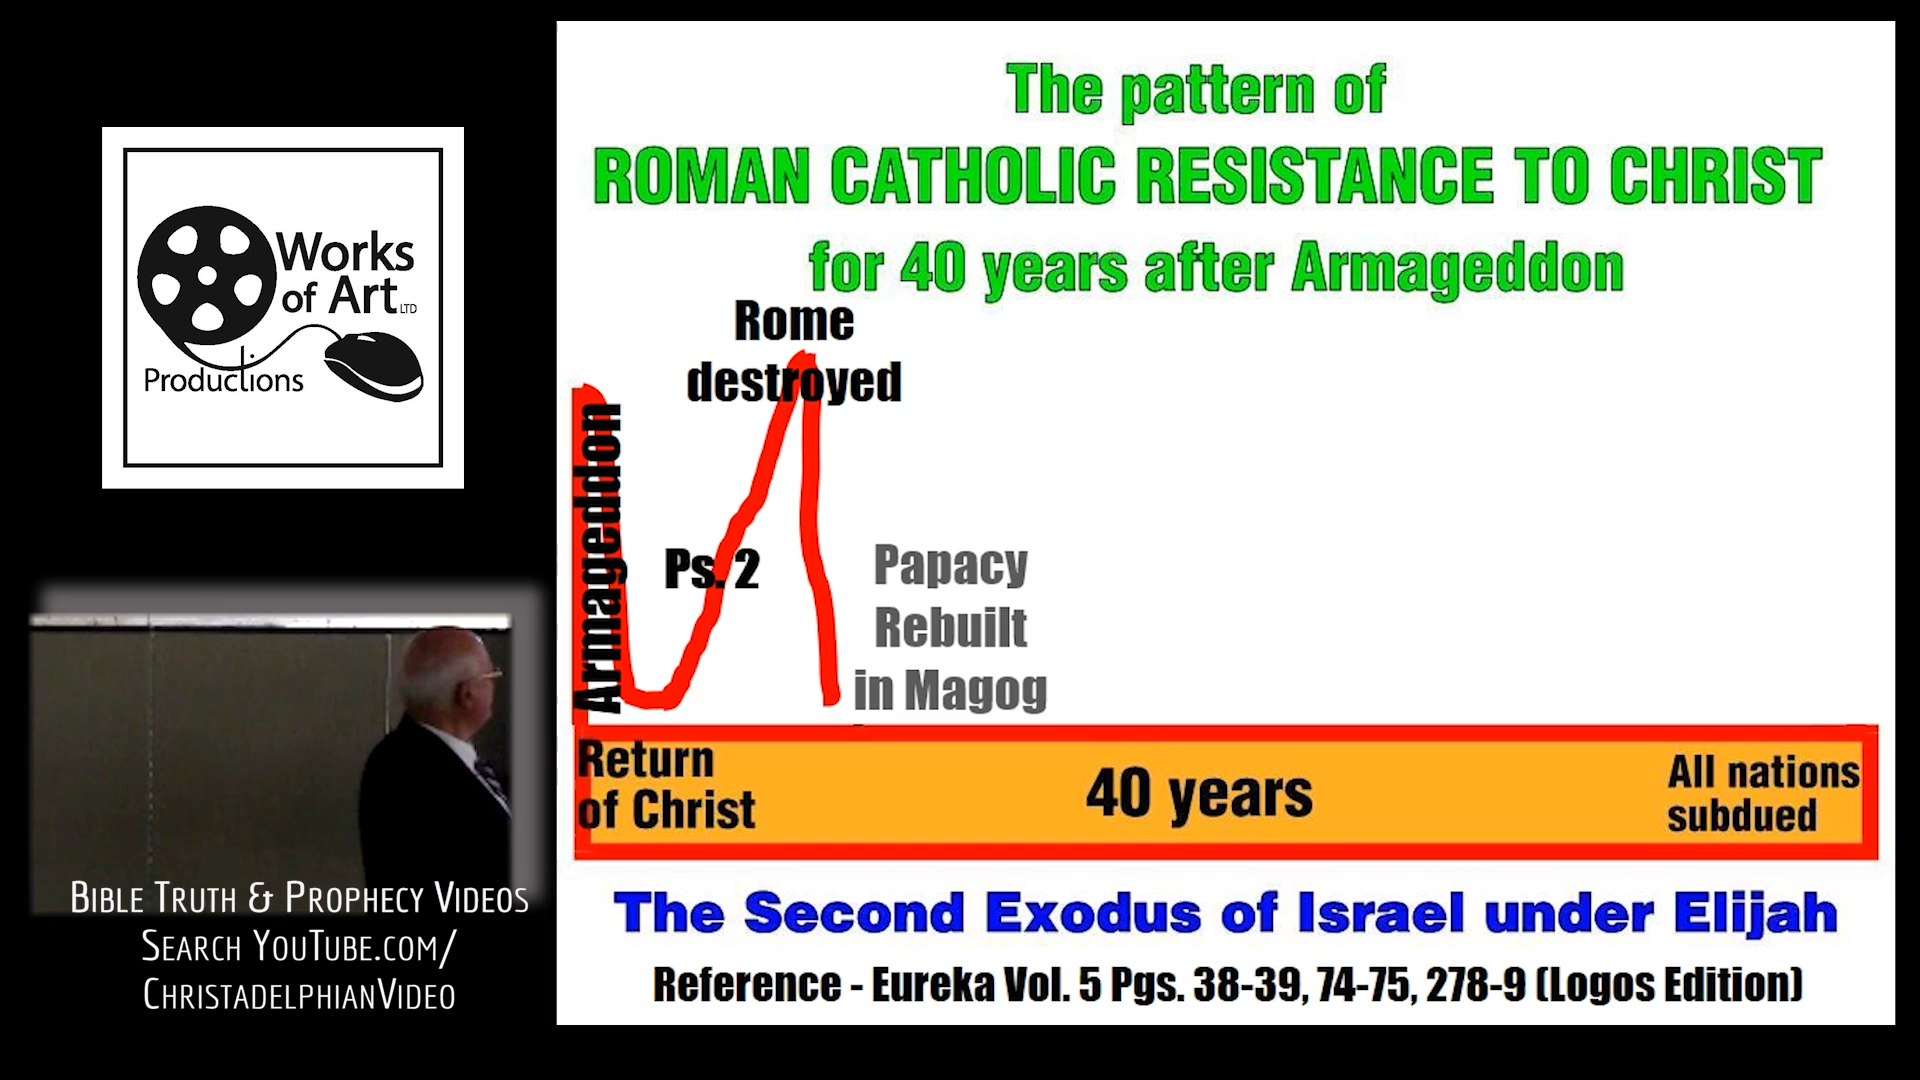 Works
of Art LTD
Productions
BIBLE TRUTH & PROPHECY VIDEOS
SEARCH YOUTUBE.COM/
CHRISTADELPHIANVIDEO
The pattern of
ROMAN CATHOLIC RESISTANCE TO CHRIST
for 40 years after Armageddon
Rome
destroyed
Armageddon
Ps. 2
Papacy
Rebuilt
in Magog
Return
of Christ
40 years
All nations
subdued
The Second Exodus of Israel under Elijah
Reference - Eureka Vol. 5 Pgs. 38-39, 74-75, 278-9 (Logos Edition)